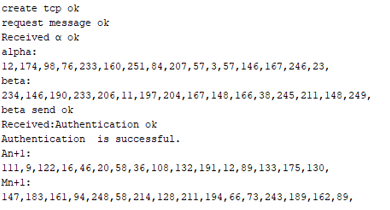 create tcp ok
request message ok
Received α ok
alpha:
12,174,98,76,233,160,251,84,207,57,3,57,146,167,246,23,
beta:
234,146,190,233,206,11,197,204,167,148,166,38,245,211,148,249,
beta send ok
Received:Authentication ok
Authentication  is successful.
An+1:
111,9,122,16,46,20,58,36,108,132,191,12,89,133,175,130,
Mn+1:
147,183,161,94,248,58,214,128,211,194,66,73,243,189,162,89,